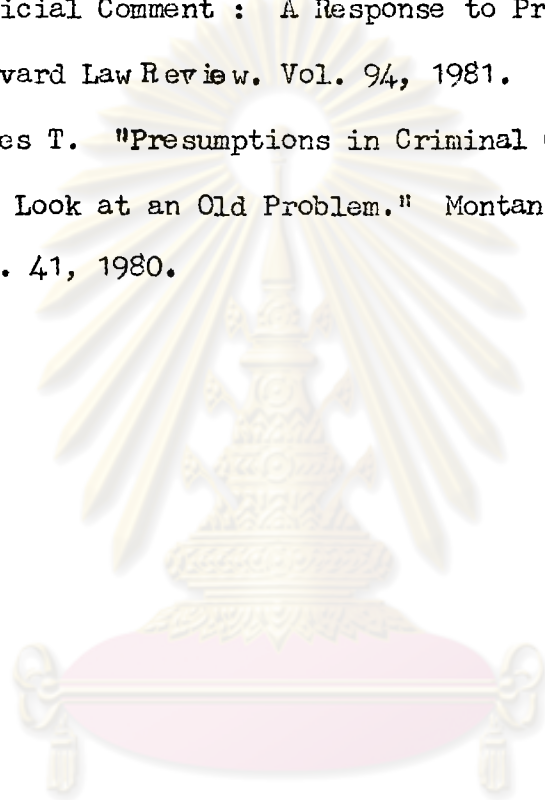 icial Comment : A Response to Pr
vard Law Review. Vol. 94, 1981.
es T. "Presumptions in Criminal
Look at an Old Problem." Montan
. 41, 1980.